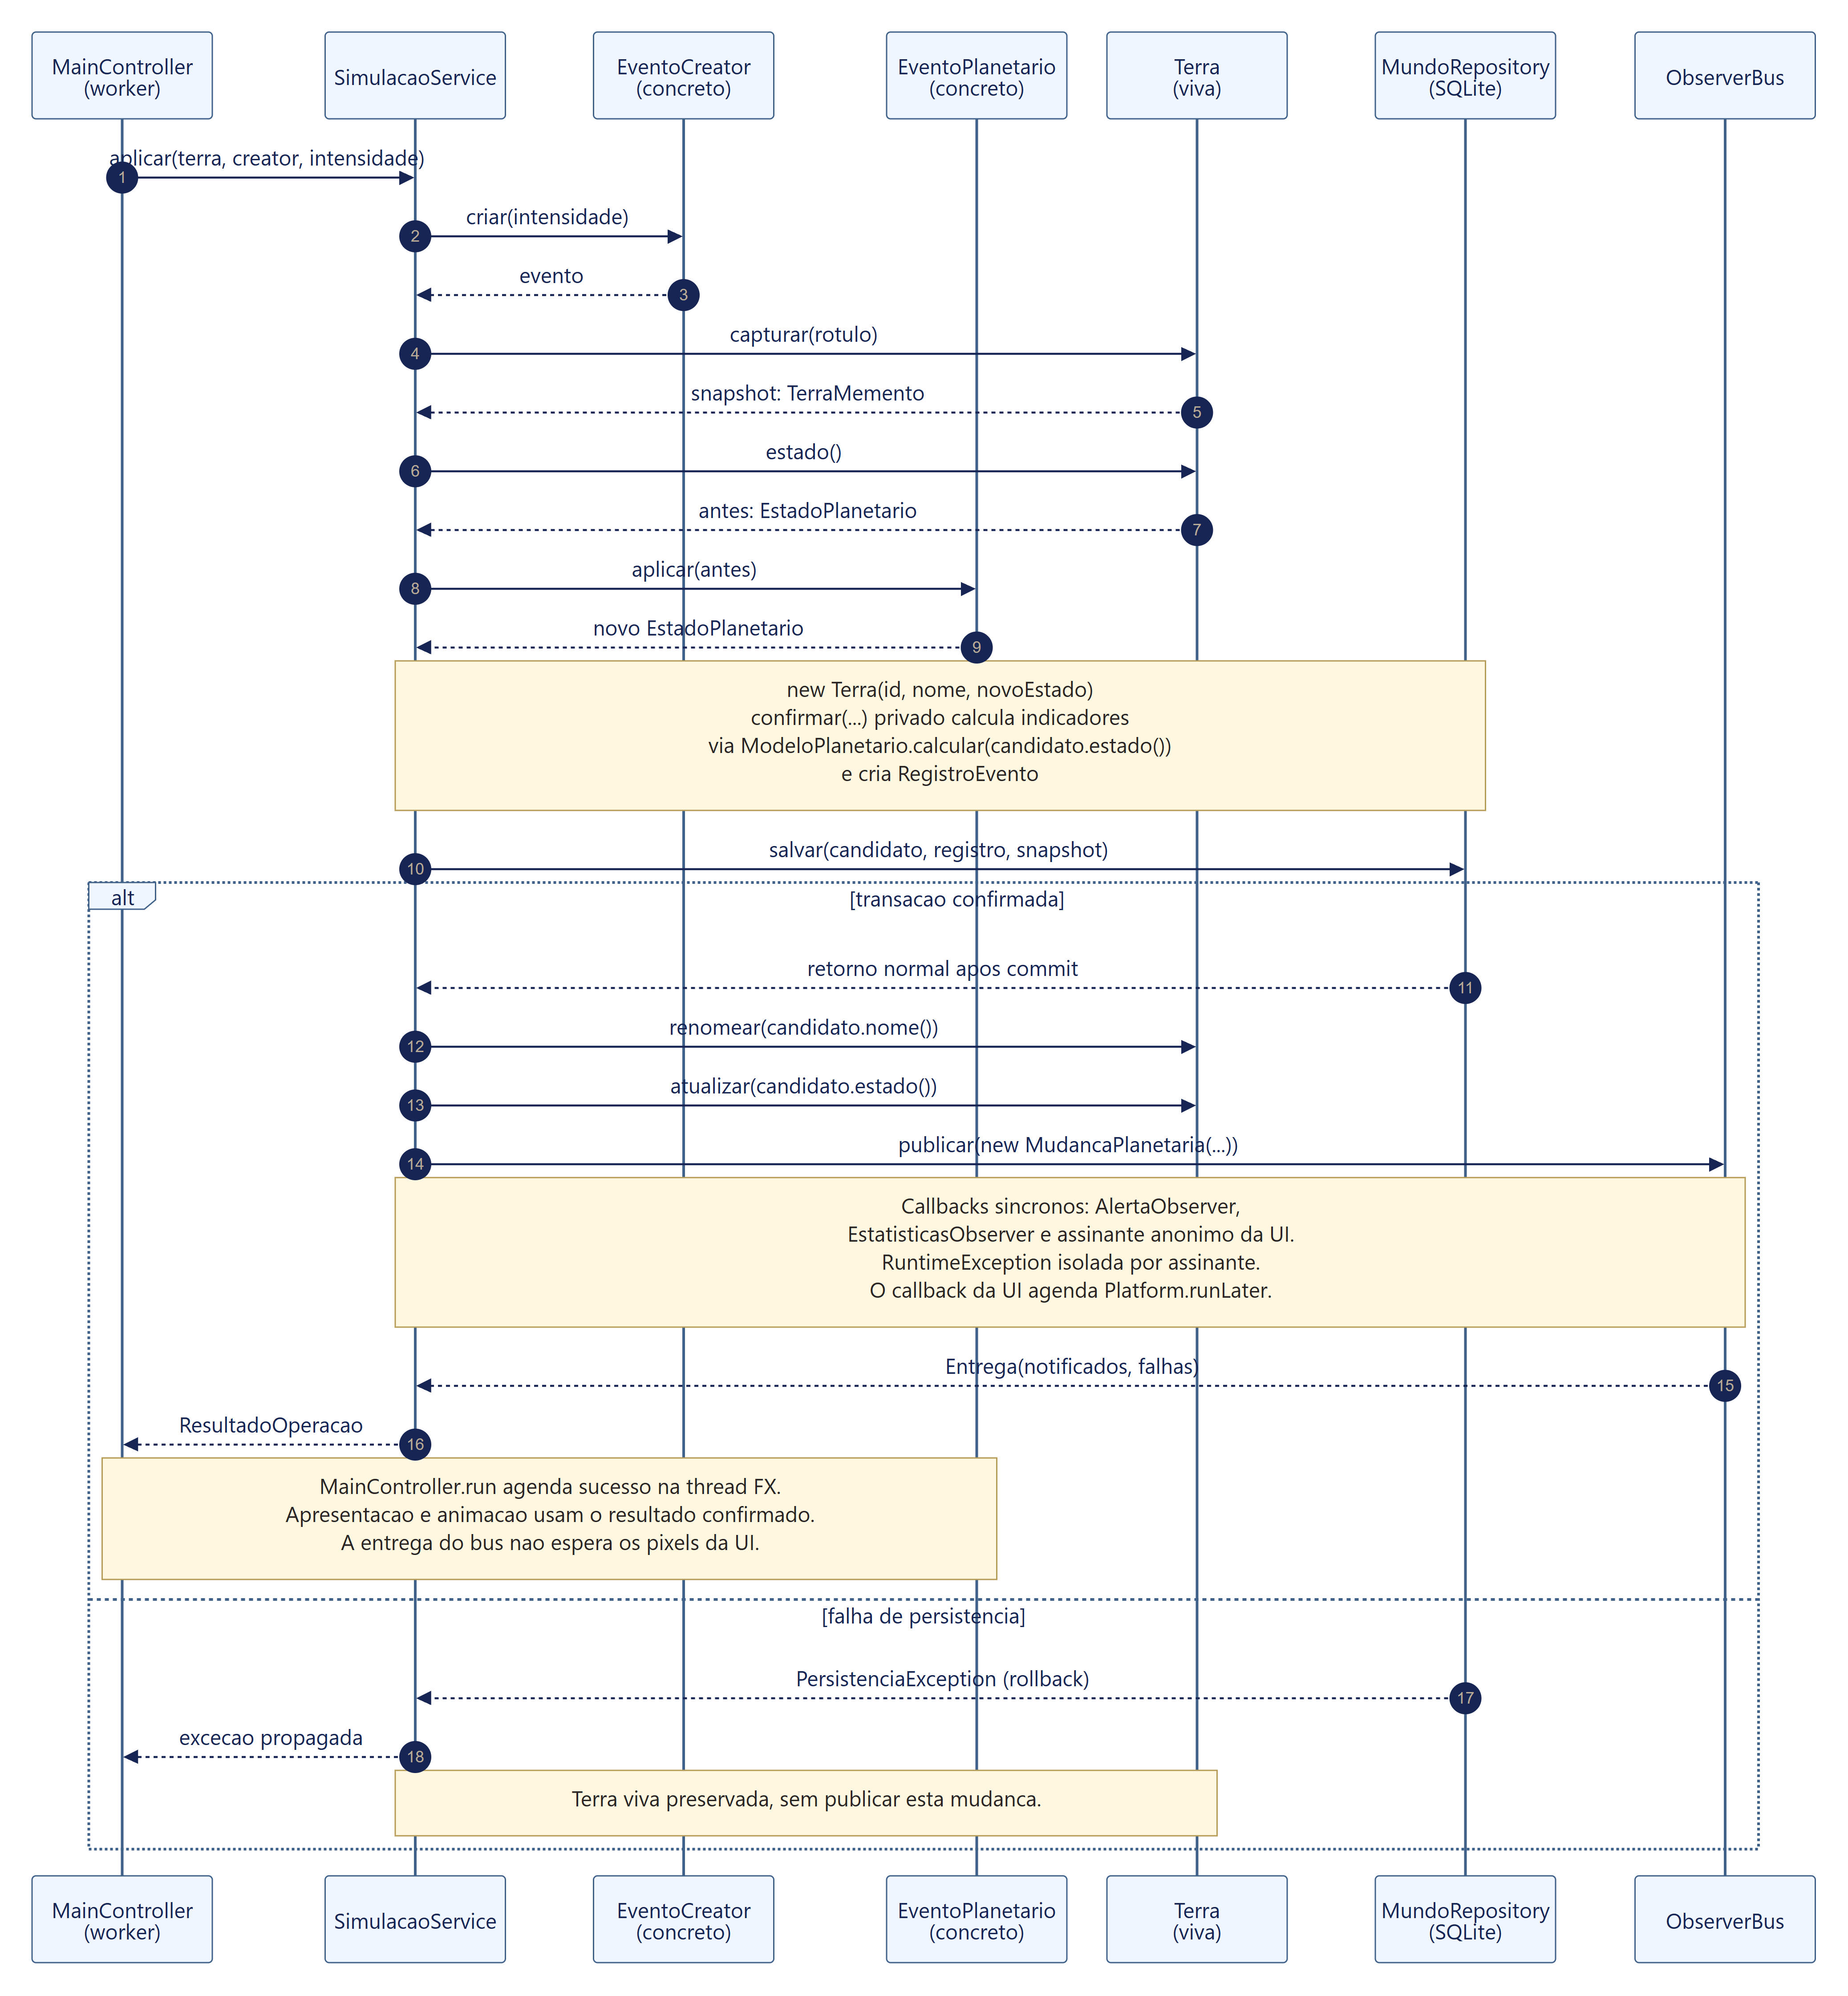 MainController
(worker)
SimulacaoService
EventoCreator
(concreto)
EventoPlanetario
(concreto)
Terra
(viva)
MundoRepository
(SQLite)
ObserverBus
aplicar(terra, creator, intensidade)
1
criar(intensidade)
2
evento
3
capturar(rotulo)
4
snapshot: TerraMemento
5
estado()
6
antes: EstadoPlanetario
7
aplicar(antes)
8
novo EstadoPlanetario
9
new Terra(id, nome, novoEstado)
confirmar(...) privado calcula indicadores
via ModeloPlanetario.calcular(candidato.estado())
e cria RegistroEvento
salvar(candidato, registro, snapshot)
10
alt
[transacao confirmada]
retorno normal apos commit
11
renomear(candidato.nome())
12
atualizar(candidato.estado())
13
publicar(new MudancaPlanetaria(...))
14
Callbacks sincronos: AlertaObserver,
EstatisticasObserver e assinante anonimo da UI.
RuntimeException isolada por assinante.
O callback da UI agenda Platform.runLater.
Entrega(notificados, falhas)
15
ResultadoOperacao
16
MainController.run agenda sucesso na thread FX.
Apresentacao e animacao usam o resultado confirmado.
A entrega do bus nao espera os pixels da UI.
[falha de persistencia]
PersistenciaException (rollback)
17
excecao propagada
18
Terra viva preservada, sem publicar esta mudanca.
MainController
(worker)
SimulacaoService
EventoCreator
(concreto)
EventoPlanetario
(concreto)
Terra
(viva)
MundoRepository
(SQLite)
ObserverBus